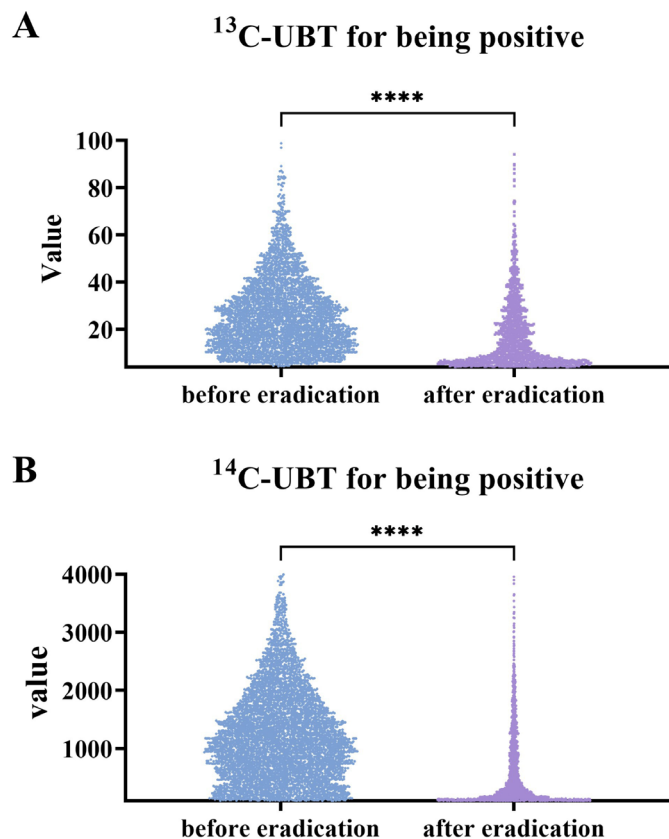 A
¹³C-UBT for being positive
****
Value
100
80
60
40
20
before eradication
after eradication
B
¹⁴C-UBT for being positive
****
value
4000
3000
2000
1000
before eradication
after eradication